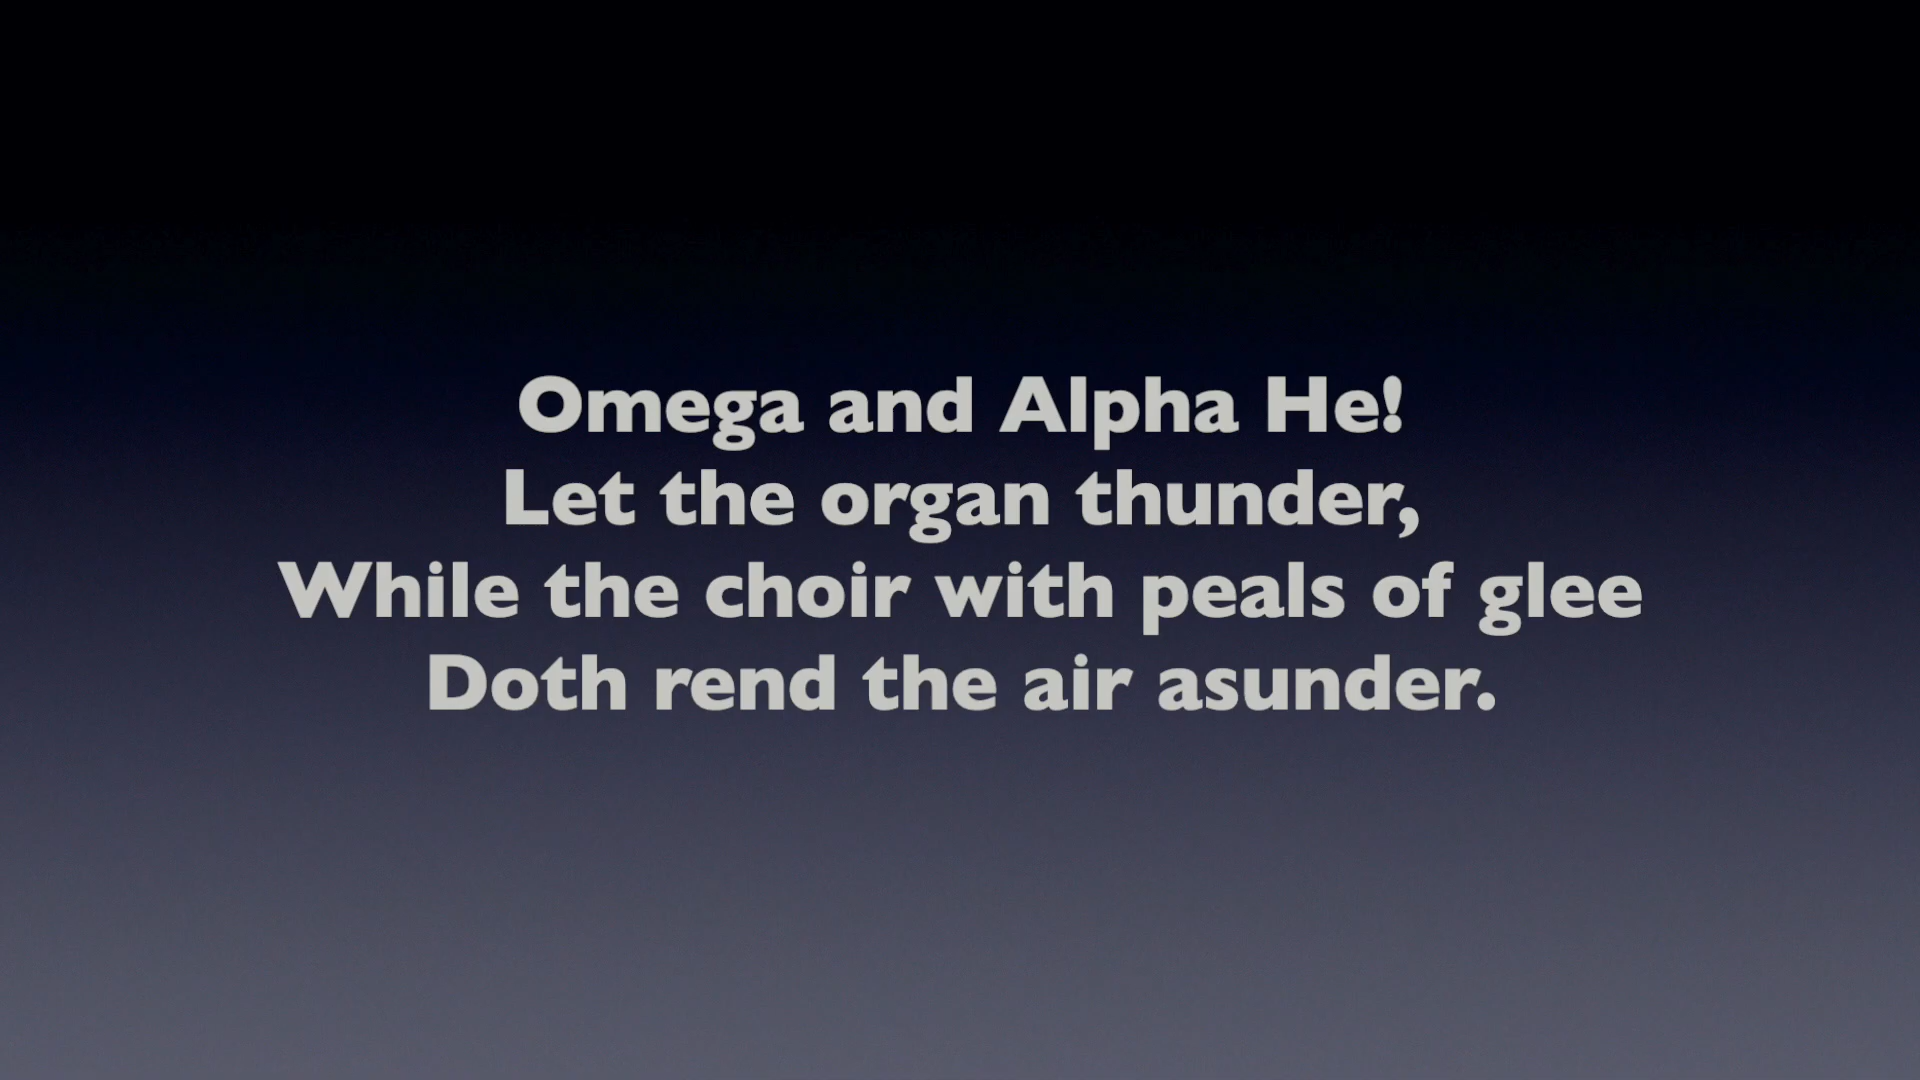 Omega and Alpha He!
Let the organ thunder,
While the choir with peals of glee
Doth rend the air asunder.